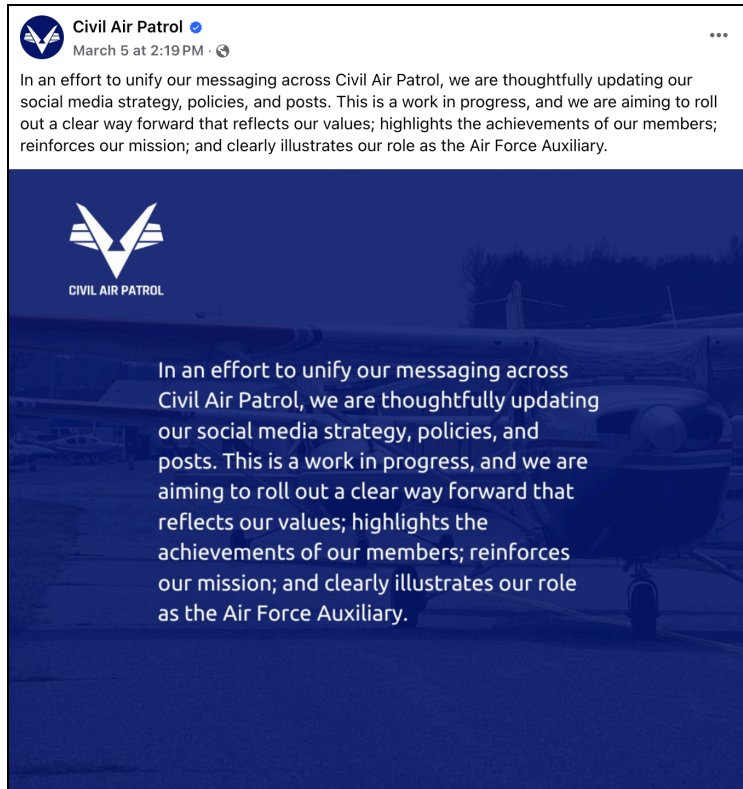 Civil Air Patrol
March 5 at 2:19 PM ·
In an effort to unify our messaging across Civil Air Patrol, we are thoughtfully updating our
social media strategy, policies, and posts. This is a work in progress, and we are aiming to roll
out a clear way forward that reflects our values; highlights the achievements of our members;
reinforces our mission; and clearly illustrates our role as the Air Force Auxiliary.
CIVIL AIR PATROL
In an effort to unify our messaging across
Civil Air Patrol, we are thoughtfully updating
our social media strategy, policies, and
posts. This is a work in progress, and we are
aiming to roll out a clear way forward that
reflects our values; highlights the
achievements of our members; reinforces
our mission; and clearly illustrates our role
as the Air Force Auxiliary.